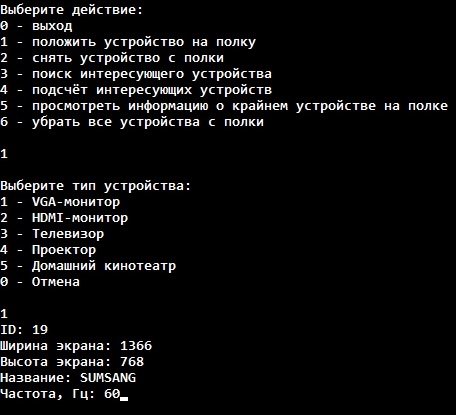 Выберите действие:
0 - выход
1 - положить устройство на полку
2 - снять устройство с полки
3 - поиск интересующего устройства
4 - подсчёт интересующих устройств
5 - просмотреть информацию о крайнем устройстве на полке
6 - убрать все устройства с полки
1
Выберите тип устройства:
1 - VGA-монитор
2 - HDMI-монитор
3 - Телевизор
4 - Проектор
5 - Домашний кинотеатр
0 - Отмена
1
ID: 19
Ширина экрана: 1366
Высота экрана: 768
Название: SUMSANG
Частота, Гц: 60